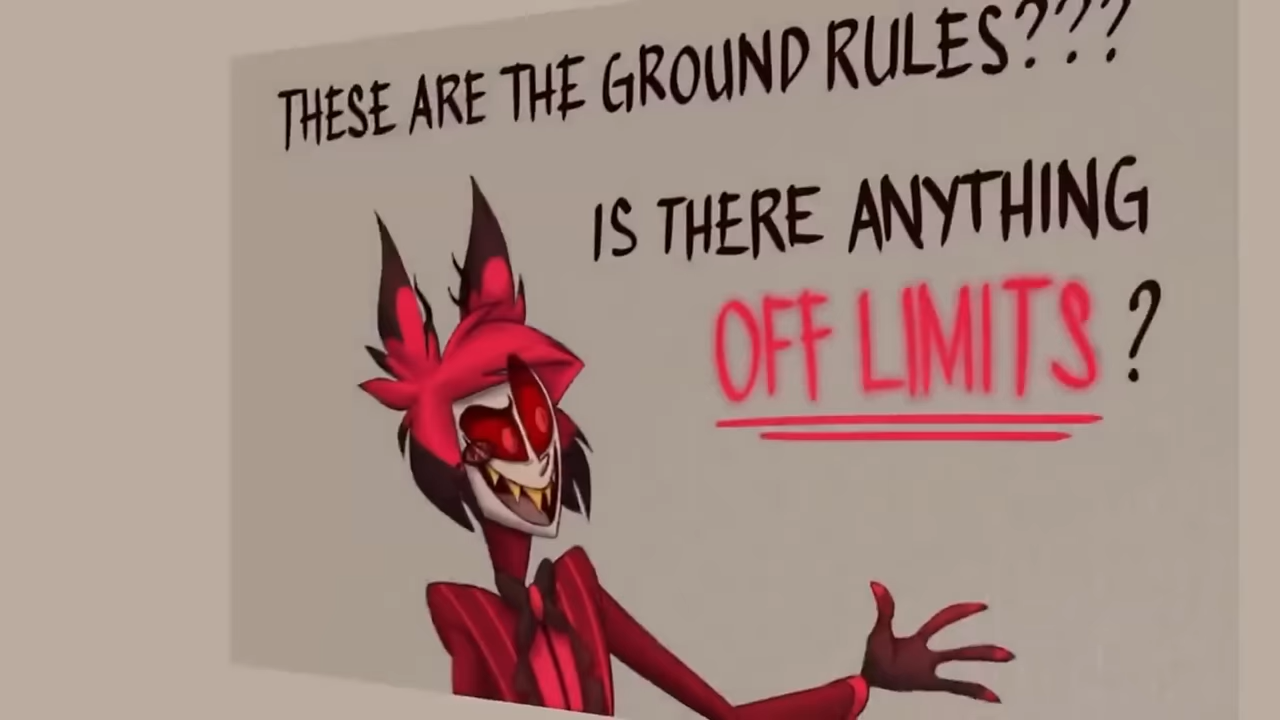 THESE ARE THE GROUND RULES???
IS THERE ANYTHING
OFF LIMITS?